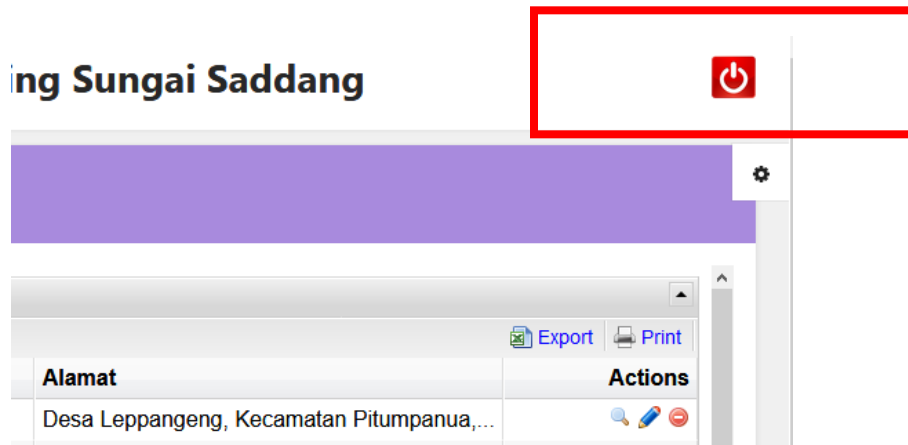 ing Sungai Saddang
Export Print
Alamat Actions
Desa Leppangeng, Kecamatan Pitumpanua,...